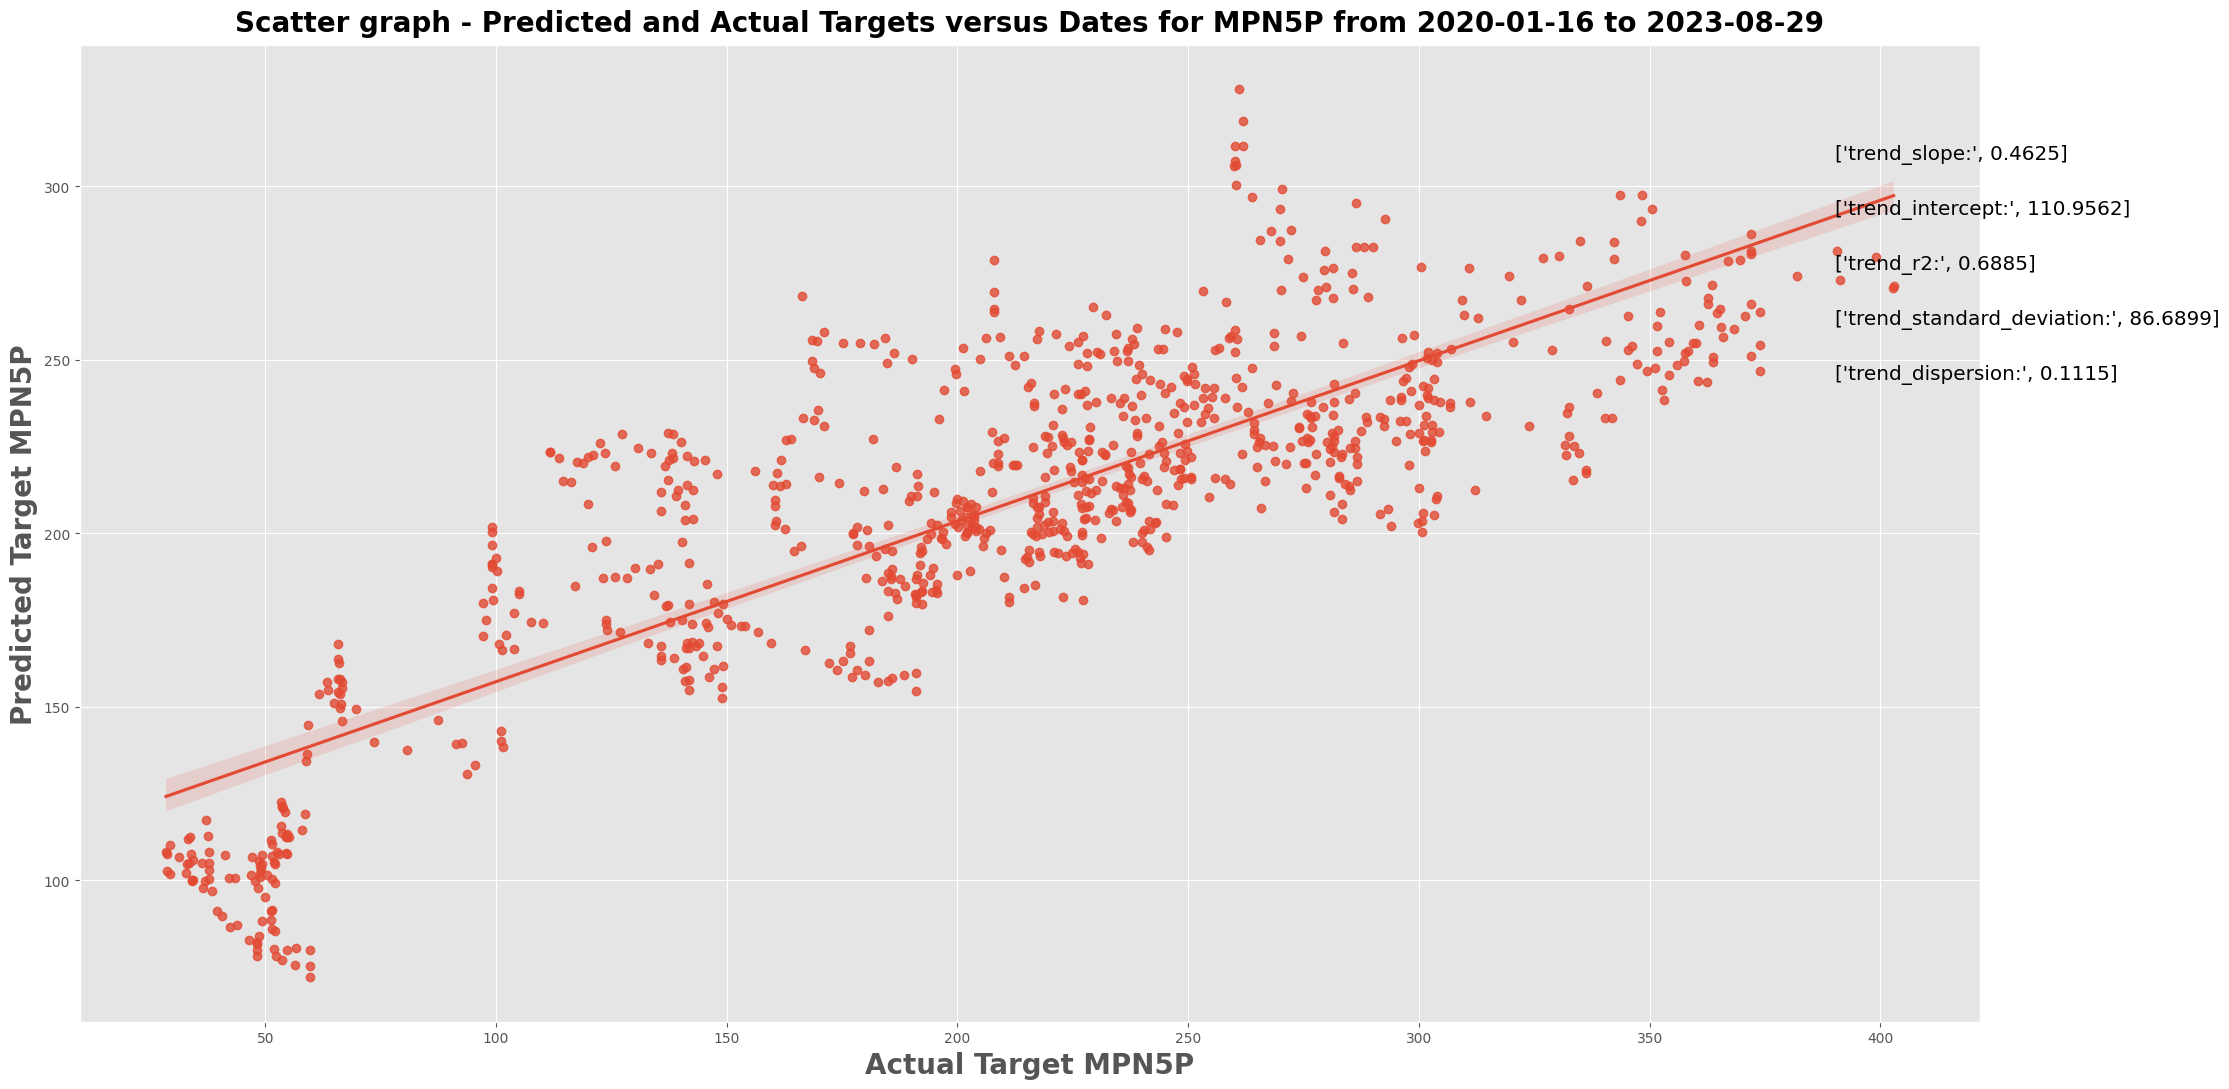 Scatter graph - Predicted and Actual Targets versus Dates for MPN5P from 2020-01-16 to 2023-08-29
['trend_slope:', 0.4625]
['trend_intercept:', 110.9562]
['trend_r2:', 0.6885]
['trend_standard_deviation:', 86.6899]
['trend_dispersion:', 0.1115]
Predicted Target MPN5P
300
250
200
150
100
50 100 150 200 250 300 350 400
Actual Target MPN5P